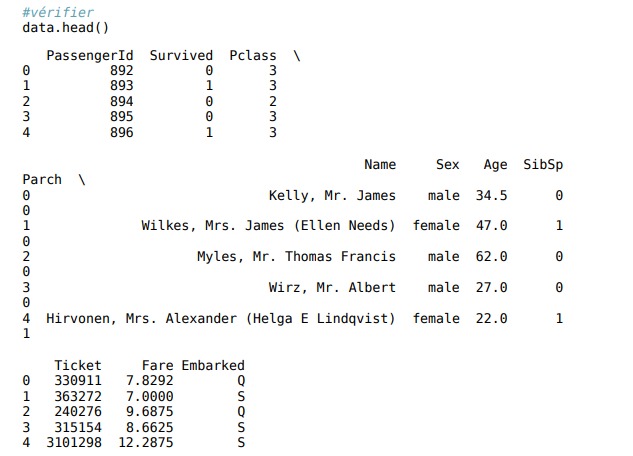 #vérifier
data.head()
PassengerId Survived Pclass \
0 892 0 3
1 893 1 3
2 894 0 2
3 895 0 3
4 896 1 3
Name Sex Age SibSp
Parch \
0 Kelly, Mr. James male 34.5 0
0
1 Wilkes, Mrs. James (Ellen Needs) female 47.0 1
0
2 Myles, Mr. Thomas Francis male 62.0 0
0
3 Wirz, Mr. Albert male 27.0 0
0
4 Hirvonen, Mrs. Alexander (Helga E Lindqvist) female 22.0 1
1
Ticket Fare Embarked
0 330911 7.8292 Q
1 363272 7.0000 S
2 240276 9.6875 Q
3 315154 8.6625 S
4 3101298 12.2875 S